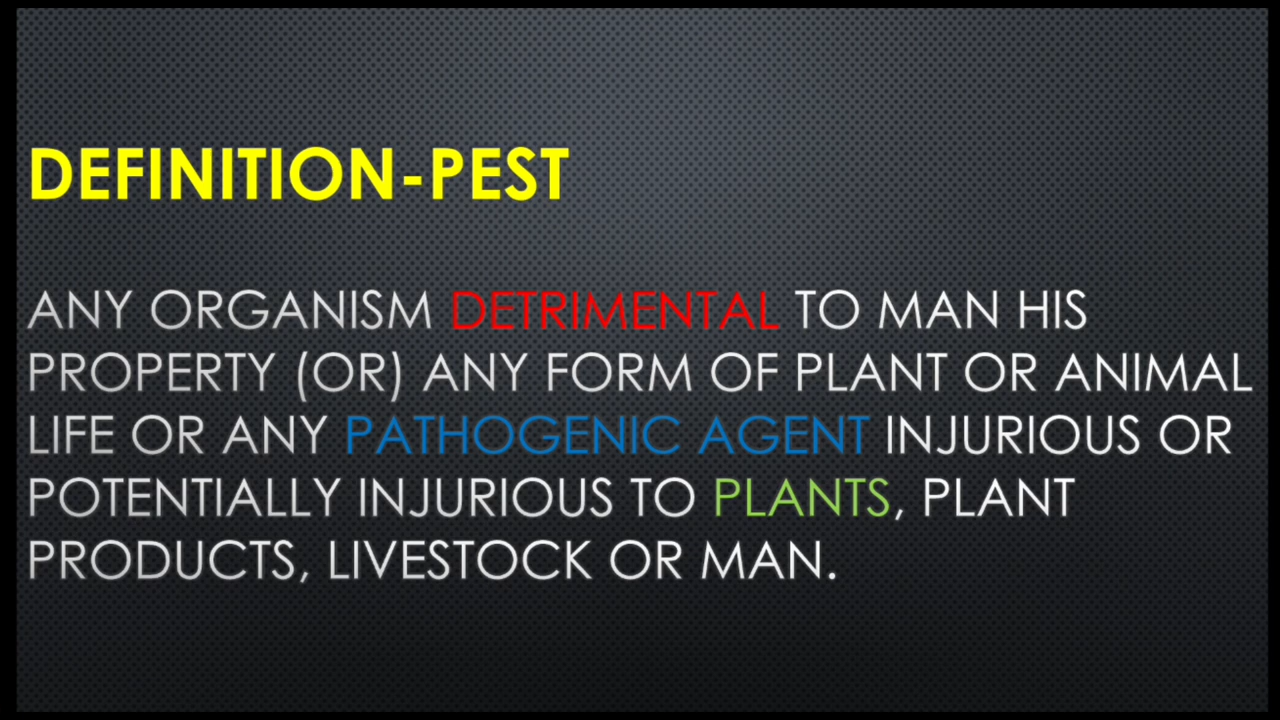 DEFINITION-PEST
ANY ORGANISM DETRIMENTAL TO MAN HIS
PROPERTY (OR) ANY FORM OF PLANT OR ANIMAL
LIFE OR ANY PATHOGENIC AGENT INJURIOUS OR
POTENTIALLY INJURIOUS TO PLANTS, PLANT
PRODUCTS, LIVESTOCK OR MAN.